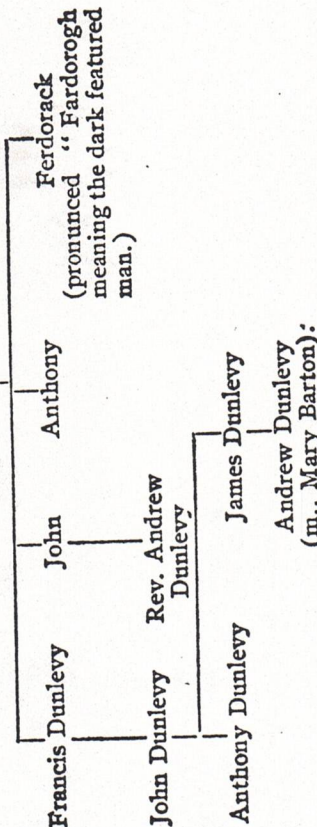 Francis Dunlevy
John
Anthony
Ferdorack
(pronunced “ Fardorogh
meaning the dark featured
man.)
John Dunlevy
Rev. Andrew
Dunlevy
Anthony Dunlevy
James Dunlevy
Andrew Dunlevy
(m., Mary Barton):